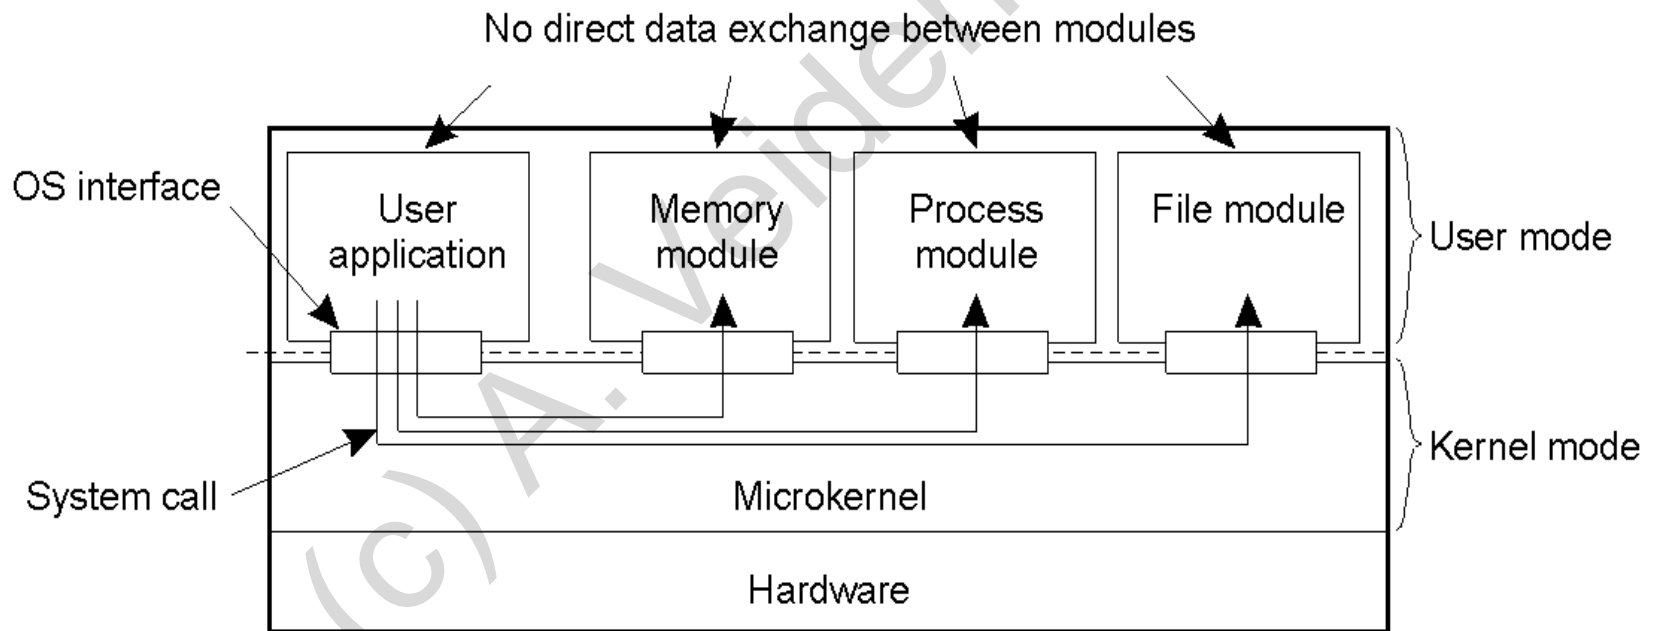 No direct data exchange between modules
OS interface
User
application
Memory
module
Process
module
File module
User mode
System call
Microkernel
Kernel mode
Hardware
(c) A.